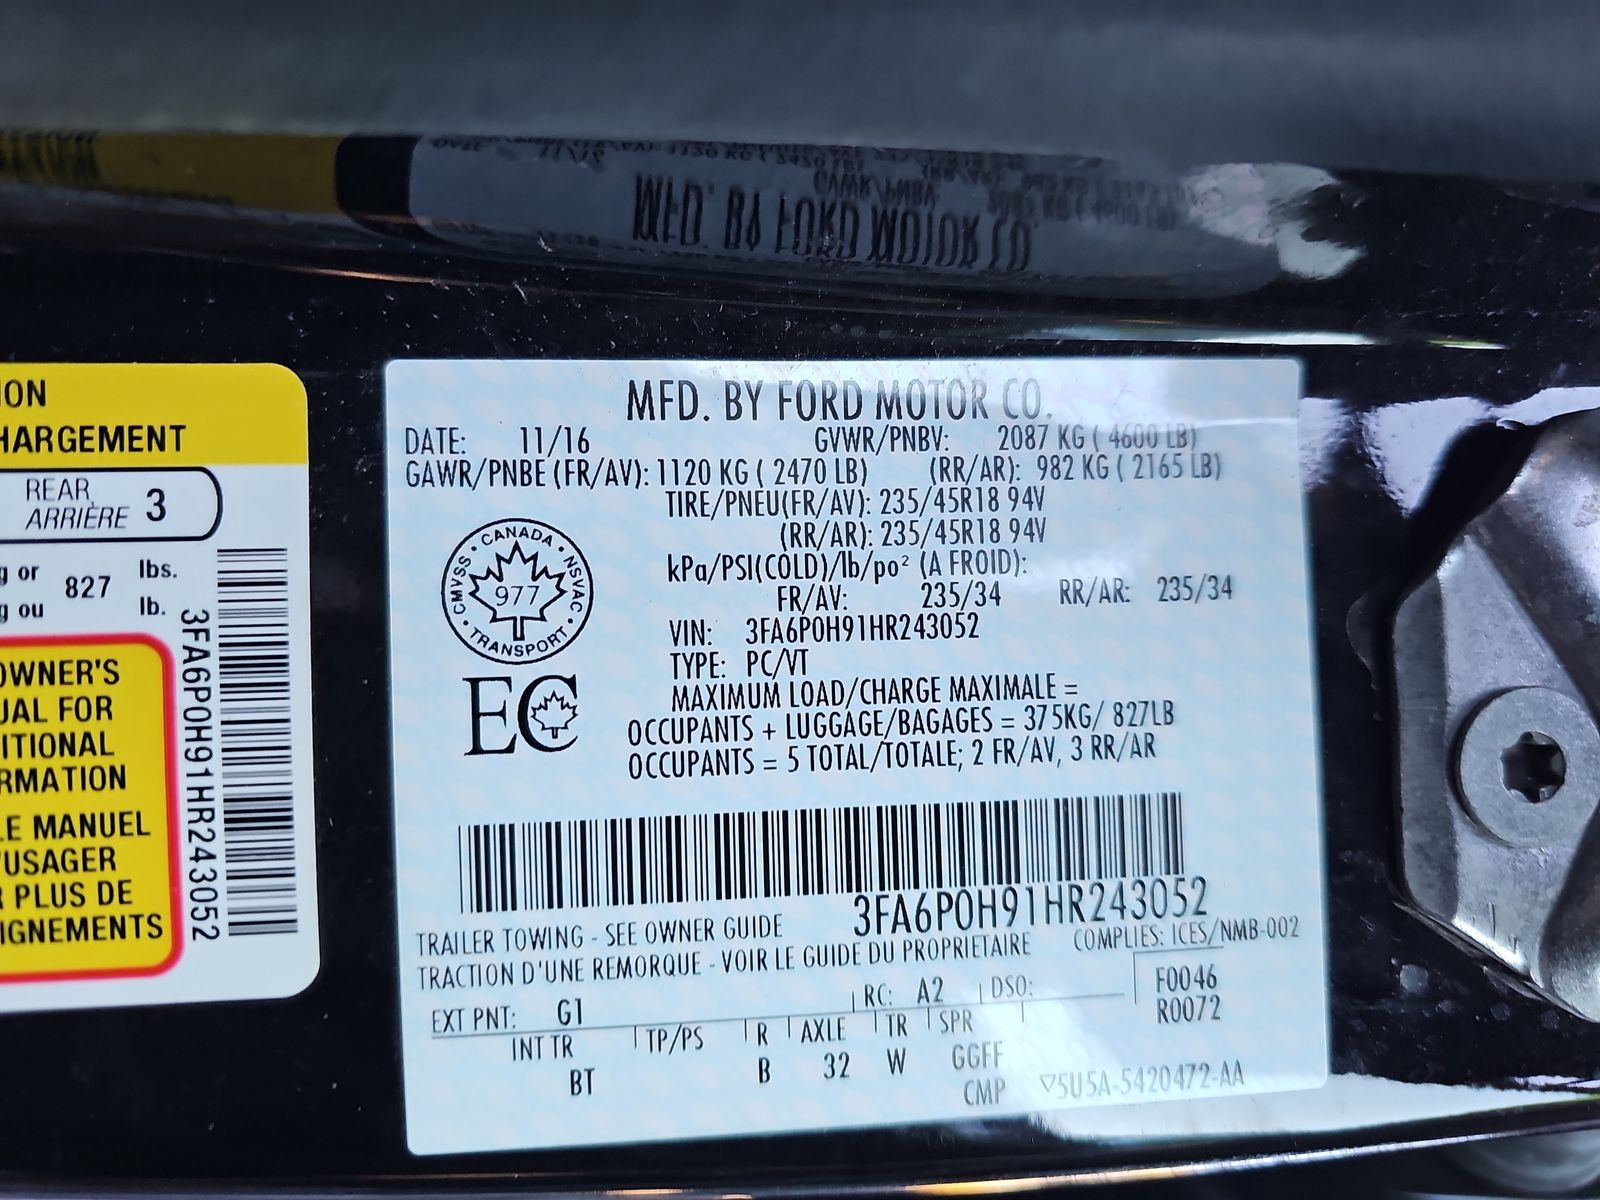 ION
HARGEMENT
REAR
ARRIÈRE 3
g or 827 lbs.
g ou lb.
OWNER'S
UAL FOR
ITIONAL
RMATION
LE MANUEL
'USAGER
R PLUS DE
IGNEMENTS
3FA6P0H91HR243052
MFD. BY FORD MOTOR CO.
DATE: 11/16 GVWR/PNBV: 2087 KG ( 4600 LB)
GAWR/PNBE (FR/AV): 1120 KG ( 2470 LB) (RR/AR): 982 KG ( 2165 LB)
TIRE/PNEU(FR/AV): 235/45R18 94V
(RR/AR): 235/45R18 94V
kPa/PSI(COLD)/lb/po² (A FROID):
FR/AV: 235/34 RR/AR: 235/34
VIN: 3FA6P0H91HR243052
TYPE: PC/VT
MAXIMUM LOAD/CHARGE MAXIMALE =
OCCUPANTS + LUGGAGE/BAGAGES = 375KG/ 827LB
OCCUPANTS = 5 TOTAL/TOTALE; 2 FR/AV, 3 RR/AR
CANADA • NSVAC • TRANSPORT • CMVSS •
977
EC
3FA6P0H91HR243052
TRAILER TOWING - SEE OWNER GUIDE
TRACTION D'UNE REMORQUE - VOIR LE GUIDE DU PROPRIETAIRE
COMPLIES: ICES/NMB-002
EXT PNT: G1 RC: A2 DSO: F0046
R0072
INT TR TP/PS R AXLE TR SPR
BT B 32 W GGFF
CMP ▽5U5A-5420472-AA